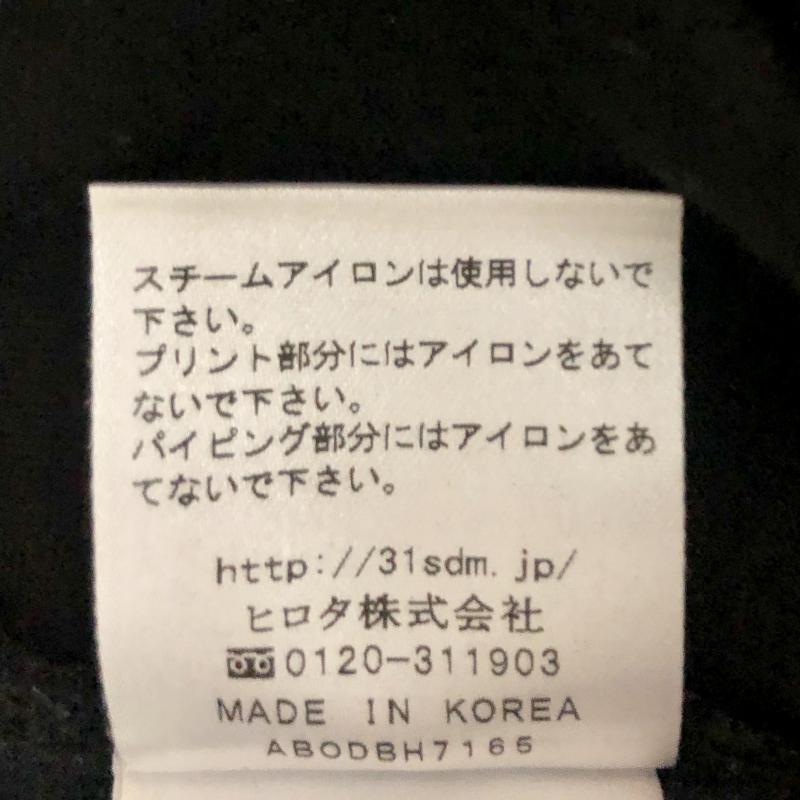 スチームアイロンは使用しないで
下さい。
プリント部分にはアイロンをあて
ないで下さい。
パイピング部分にはアイロンをあ
てないで下さい。
http://31sdm.jp/
ヒロタ株式会社
0120-311903
MADE IN KOREA
ABODBH7165